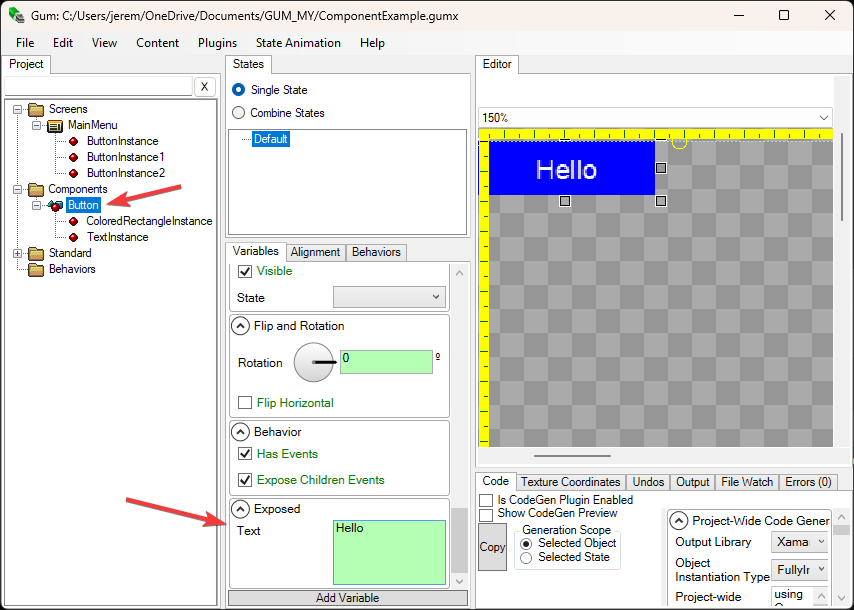 Gum: C:/Users/jerem/OneDrive/Documents/GUM_MY/ComponentExample.gumx
File Edit View Content Plugins State Animation Help
Project
X
Screens
MainMenu
ButtonInstance
ButtonInstance1
ButtonInstance2
Components
Button
ColoredRectangleInstance
TextInstance
Standard
Behaviors
States
Single State
Combine States
Default
Variables Alignment Behaviors
Visible
State
Flip and Rotation
Rotation 0 º
Flip Horizontal
Behavior
Has Events
Expose Children Events
Exposed
Text Hello
Add Variable
Editor
150%
Hello
Code Texture Coordinates Undos Output File Watch Errors (0)
Is CodeGen Plugin Enabled
Show CodeGen Preview
Copy
Generation Scope
Selected Object
Selected State
Project-Wide Code Gener
Output Library Xama
Object
Instantiation Type FullyIr
Project-wide using